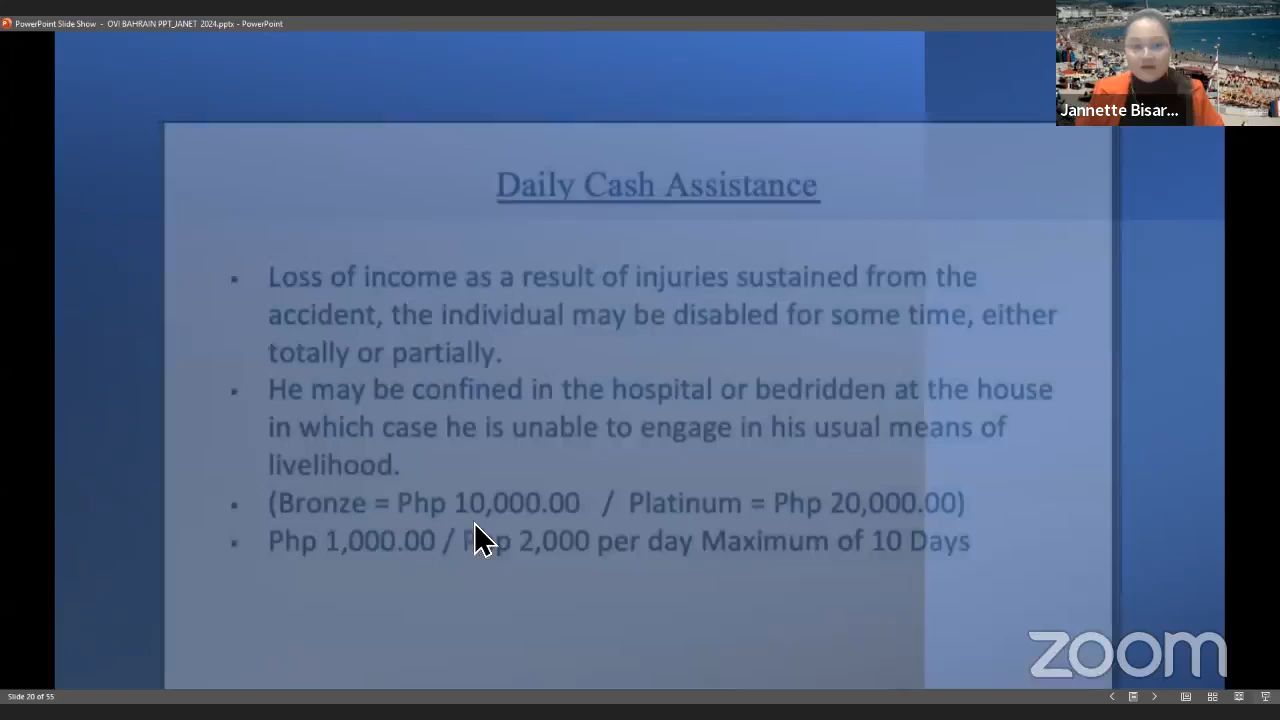 PowerPoint Slide Show - OVI BAHRAIN PPT_JANET 2024.pptx - PowerPoint
Jannette Bisar...
Daily Cash Assistance
▪ Loss of income as a result of injuries sustained from the
accident, the individual may be disabled for some time, either
totally or partially.
▪ He may be confined in the hospital or bedridden at the house
in which case he is unable to engage in his usual means of
livelihood.
▪ (Bronze = Php 10,000.00 / Platinum = Php 20,000.00)
▪ Php 1,000.00 / Php 2,000 per day Maximum of 10 Days
zoom
Slide 20 of 55